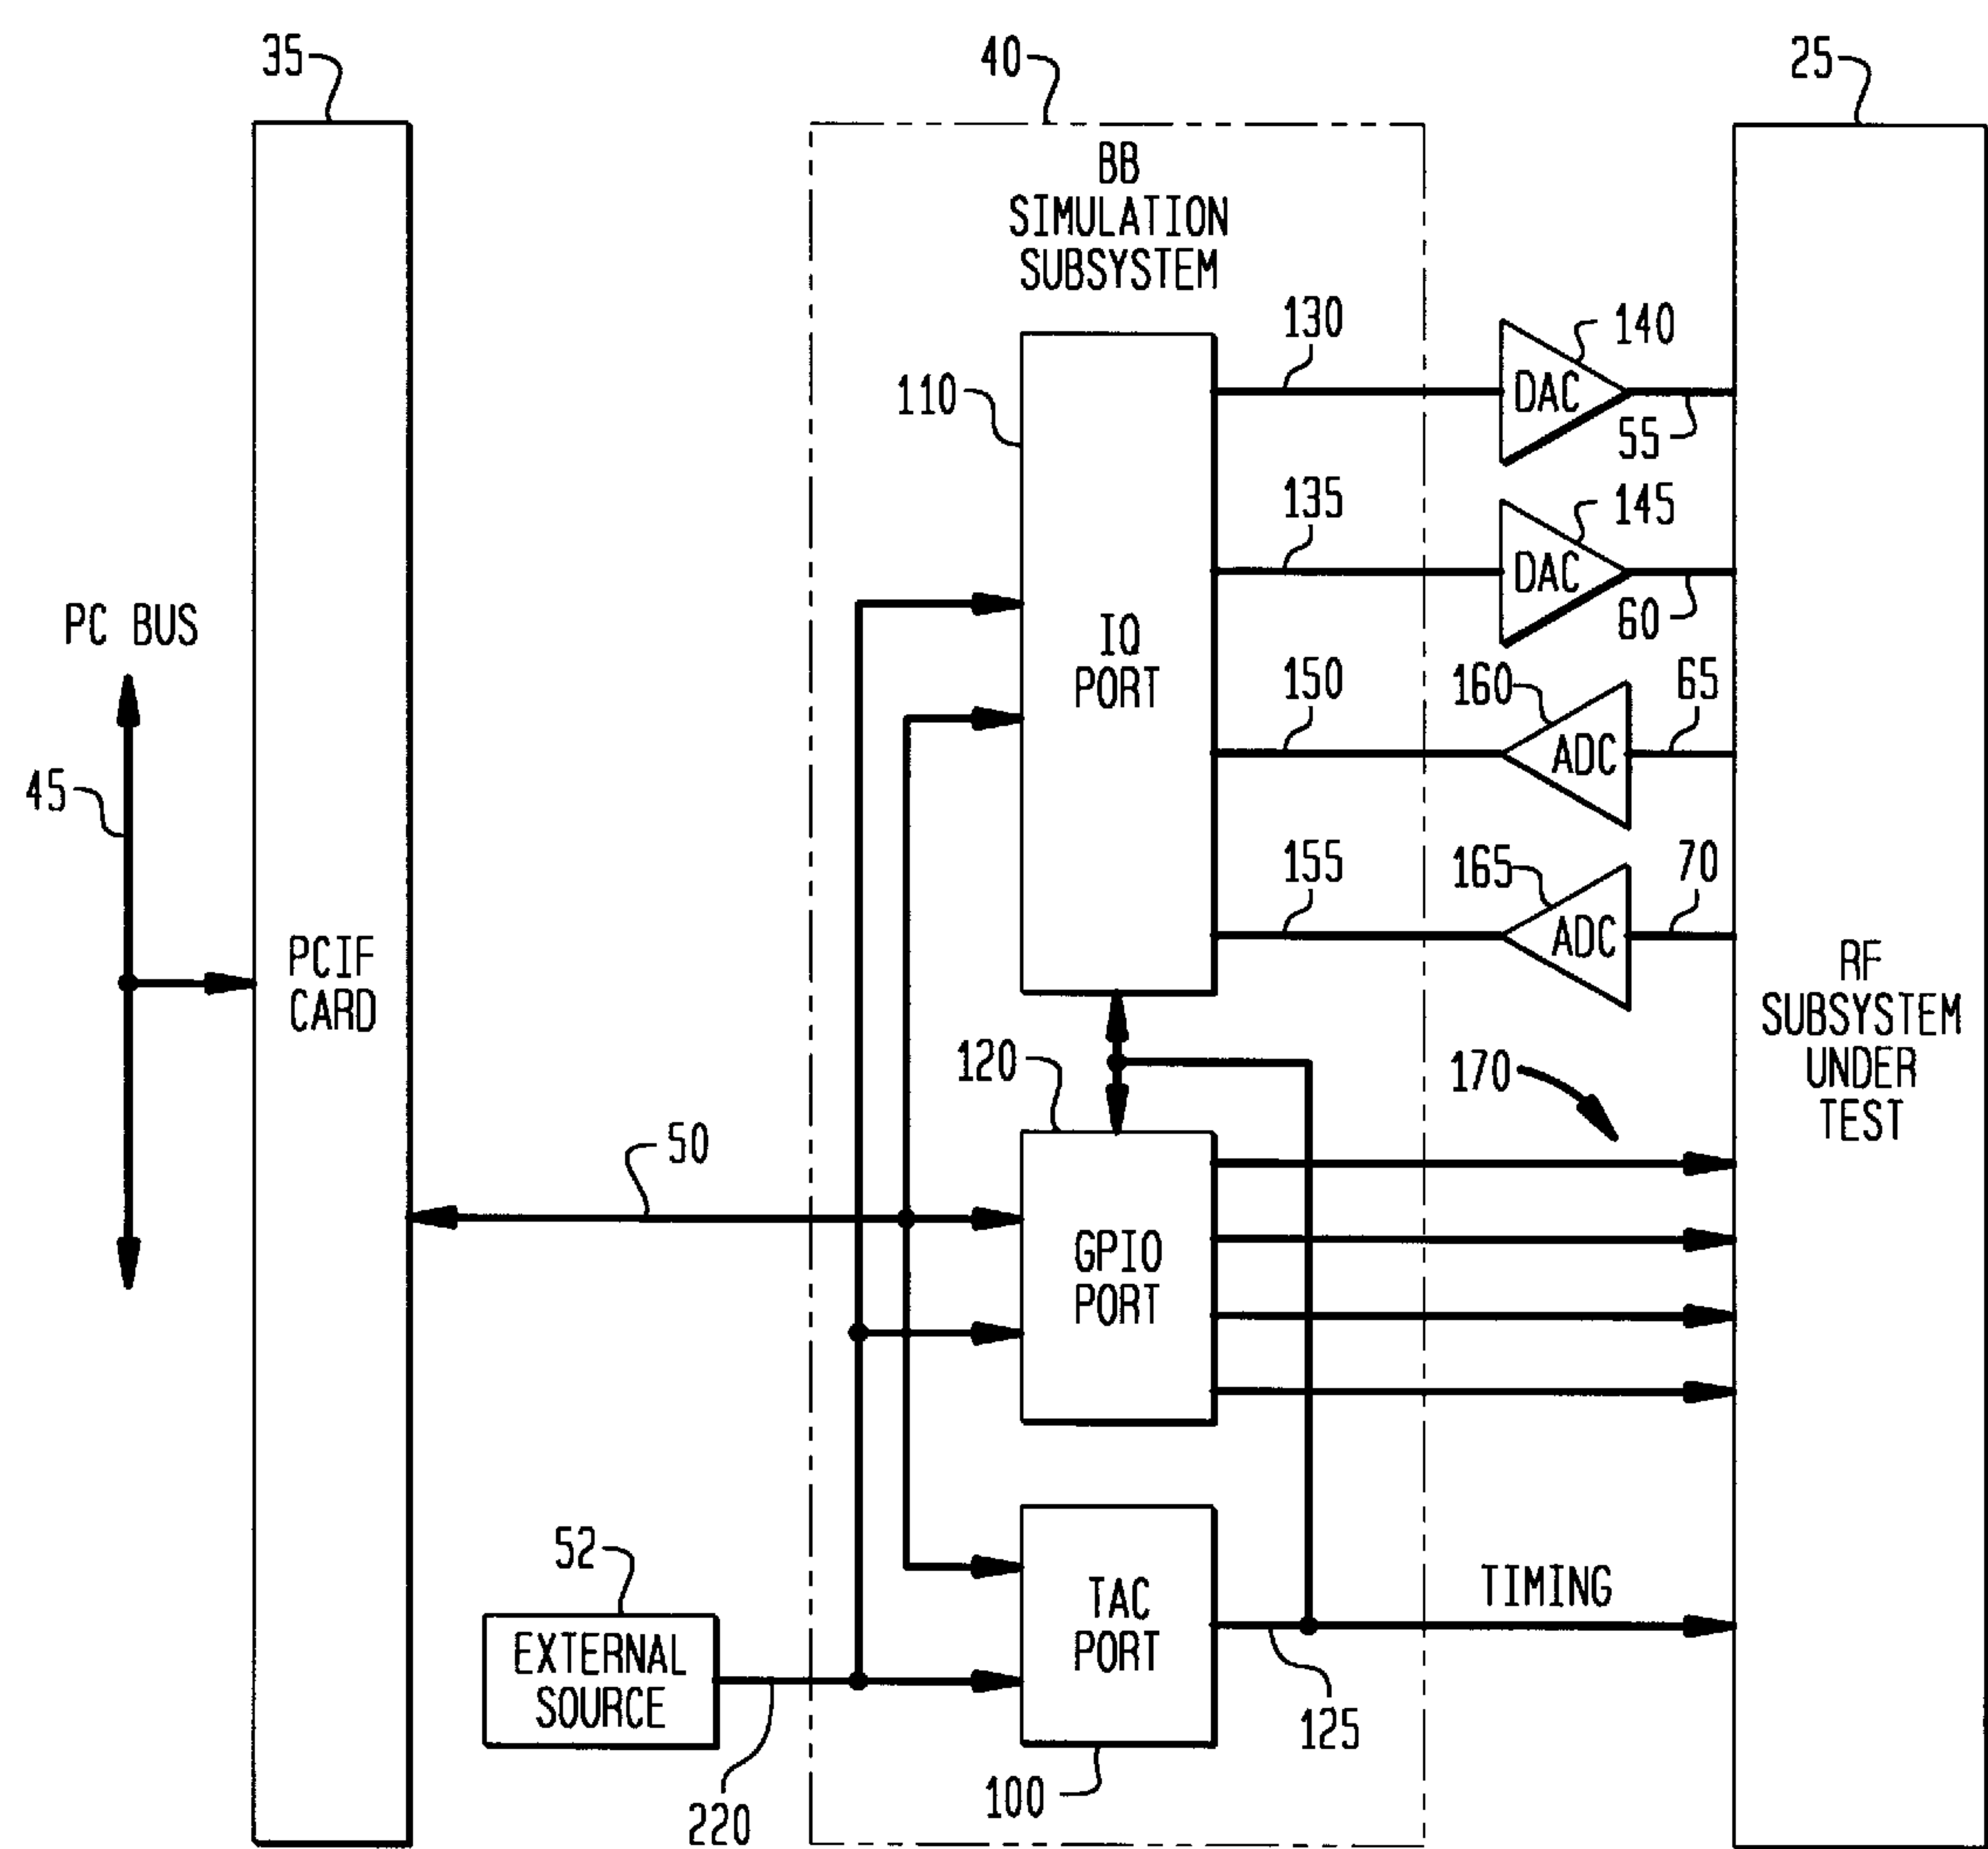 35
40
25
BB
SIMULATION
SUBSYSTEM
130
140
110
DAC
55
135
145
DAC
60
PC BUS
IQ
PORT
150
160
65
ADC
45
155
165
70
ADC
PCIF
CARD
RF
SUBSYSTEM
UNDER
TEST
120
170
50
GPIO
PORT
52
TAC
PORT
TIMING
EXTERNAL
SOURCE
125
100
220